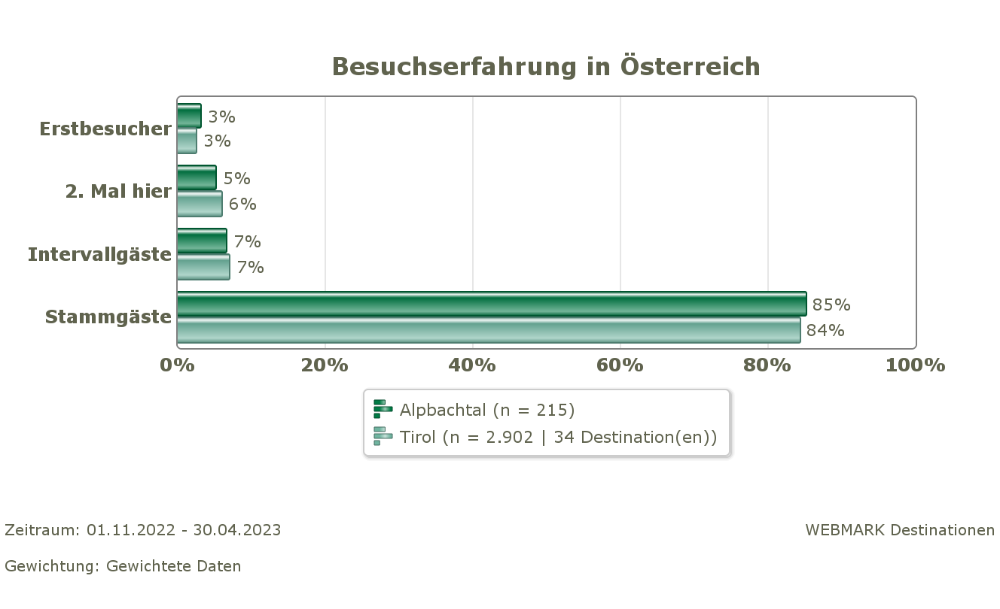 Besuchserfahrung in Österreich
Erstbesucher
3%
3%
2. Mal hier
5%
6%
Intervallgäste
7%
7%
Stammgäste
85%
84%
0% 20% 40% 60% 80% 100%
Alpbachtal (n = 215)
Tirol (n = 2.902 | 34 Destination(en))
Zeitraum: 01.11.2022 - 30.04.2023
WEBMARK Destinationen
Gewichtung: Gewichtete Daten